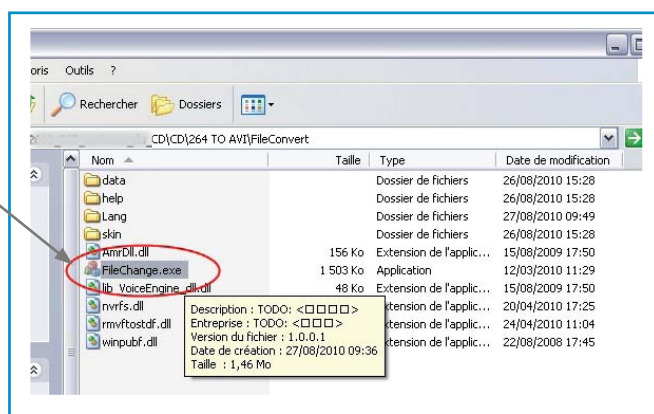 oris Outils ?
Rechercher Dossiers
_CD\CD\264 TO AVI\FileConvert
Nom Taille Type Date de modification
data Dossier de fichiers 26/08/2010 15:28
help Dossier de fichiers 26/08/2010 15:28
Lang Dossier de fichiers 27/08/2010 09:49
skin Dossier de fichiers 26/08/2010 15:28
AmrDll.dll 156 Ko Extension de l'applic... 15/08/2009 17:50
FileChange.exe 1 503 Ko Application 12/03/2010 11:29
lib_VoiceEngine_dll.dll 48 Ko Extension de l'applic... 15/08/2009 17:50
nvrfs.dll xtension de l'applic... 20/04/2010 17:25
rmvftostdf.dll xtension de l'applic... 24/04/2010 11:04
winpubf.dll xtension de l'applic... 22/08/2008 17:45
Description : TODO: <□□□□>
Entreprise : TODO: <□□□>
Version du fichier : 1.0.0.1
Date de création : 27/08/2010 09:36
Taille : 1,46 Mo